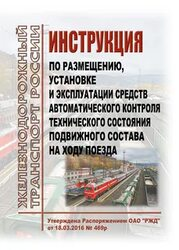 ЖЕЛЕЗНОДОРОЖНЫЙ
ТРАНСПОРТ РОССИИ
ИНСТРУКЦИЯ
ПО РАЗМЕЩЕНИЮ,
УСТАНОВКЕ
И ЭКСПЛУАТАЦИИ СРЕДСТВ
АВТОМАТИЧЕСКОГО КОНТРОЛЯ
ТЕХНИЧЕСКОГО СОСТОЯНИЯ
ПОДВИЖНОГО СОСТАВА
НА ХОДУ ПОЕЗДА
Утверждена Распоряжением ОАО "РЖД"
от 18.03.2016 № 469р